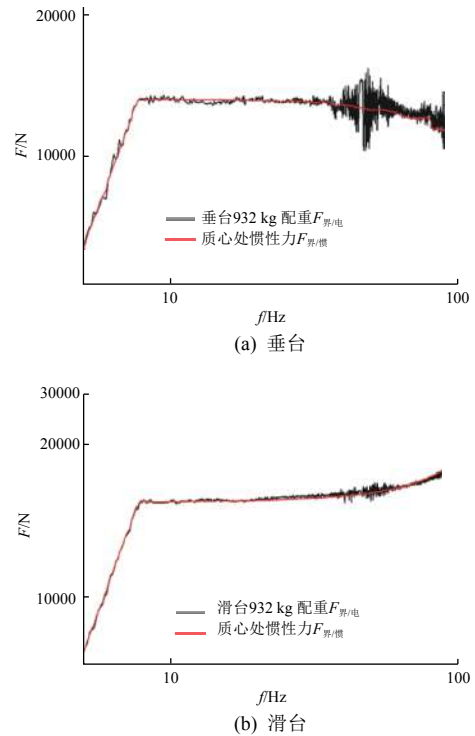 20000
F/N
10000
垂台932 kg 配重F界/电
质心处惯性力F界/惯
10
100
f/Hz
(a) 垂台
30000
20000
F/N
10000
滑台932 kg 配重F界/电
质心处惯性力F界/惯
10
100
f/Hz
(b) 滑台